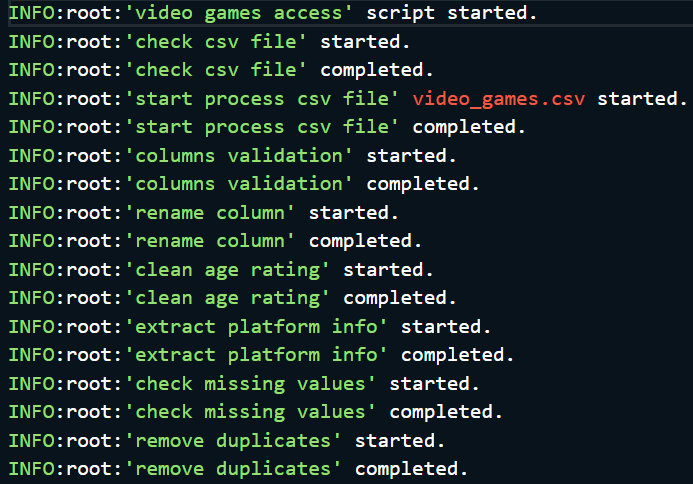 INFO:root:'video games access' script started.
INFO:root:'check csv file' started.
INFO:root:'check csv file' completed.
INFO:root:'start process csv file' video_games.csv started.
INFO:root:'start process csv file' completed.
INFO:root:'columns validation' started.
INFO:root:'columns validation' completed.
INFO:root:'rename column' started.
INFO:root:'rename column' completed.
INFO:root:'clean age rating' started.
INFO:root:'clean age rating' completed.
INFO:root:'extract platform info' started.
INFO:root:'extract platform info' completed.
INFO:root:'check missing values' started.
INFO:root:'check missing values' completed.
INFO:root:'remove duplicates' started.
INFO:root:'remove duplicates' completed.